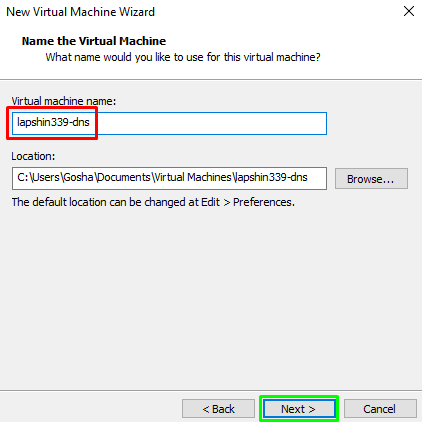 New Virtual Machine Wizard
Name the Virtual Machine
What name would you like to use for this virtual machine?
Virtual machine name:
lapshin339-dns
Location:
C:\Users\Gosha\Documents\Virtual Machines\lapshin339-dns
Browse...
The default location can be changed at Edit > Preferences.
< Back
Next >
Cancel